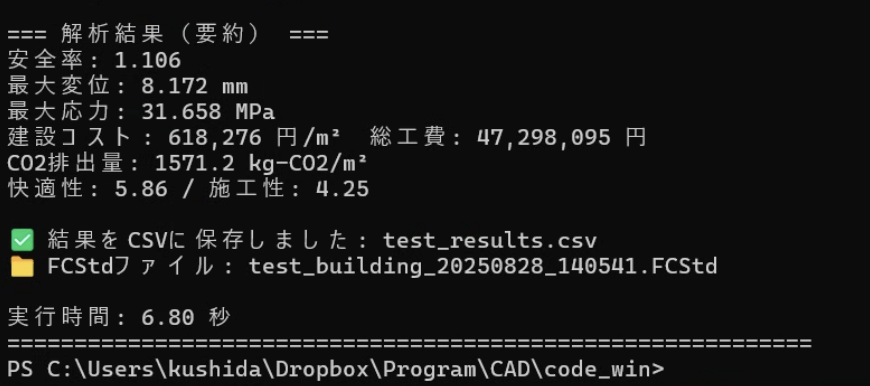 === 解析結果（要約） ===
安全率: 1.106
最大変位: 8.172 mm
最大応力: 31.658 MPa
建設コスト: 618,276 円/m² 総工費: 47,298,095 円
CO2排出量: 1571.2 kg-CO2/m²
快適性: 5.86 / 施工性: 4.25
✅ 結果をCSVに保存しました: test_results.csv
📁 FCStdファイル: test_building_20250828_140541.FCStd
実行時間: 6.80 秒
============================================================
PS C:\Users\kushida\Dropbox\Program\CAD\code_win>